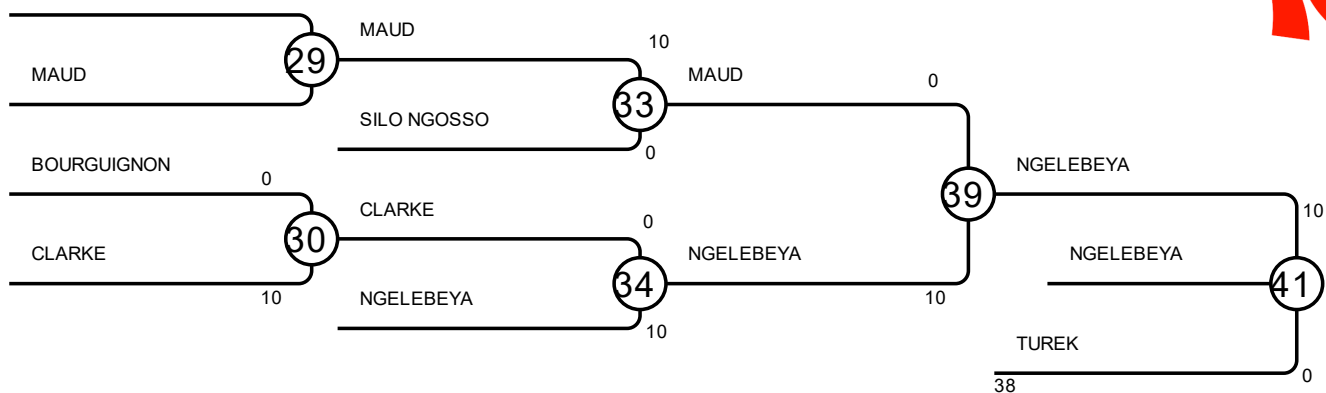 MAUD
10
29
MAUD
MAUD
0
SILO NGOSSO
33
0
BOURGUIGNON
0
NGELEBEYA
39
10
CLARKE
0
30
CLARKE
NGELEBEYA
NGELEBEYA
10
34
41
NGELEBEYA
10
10
TUREK
38
0